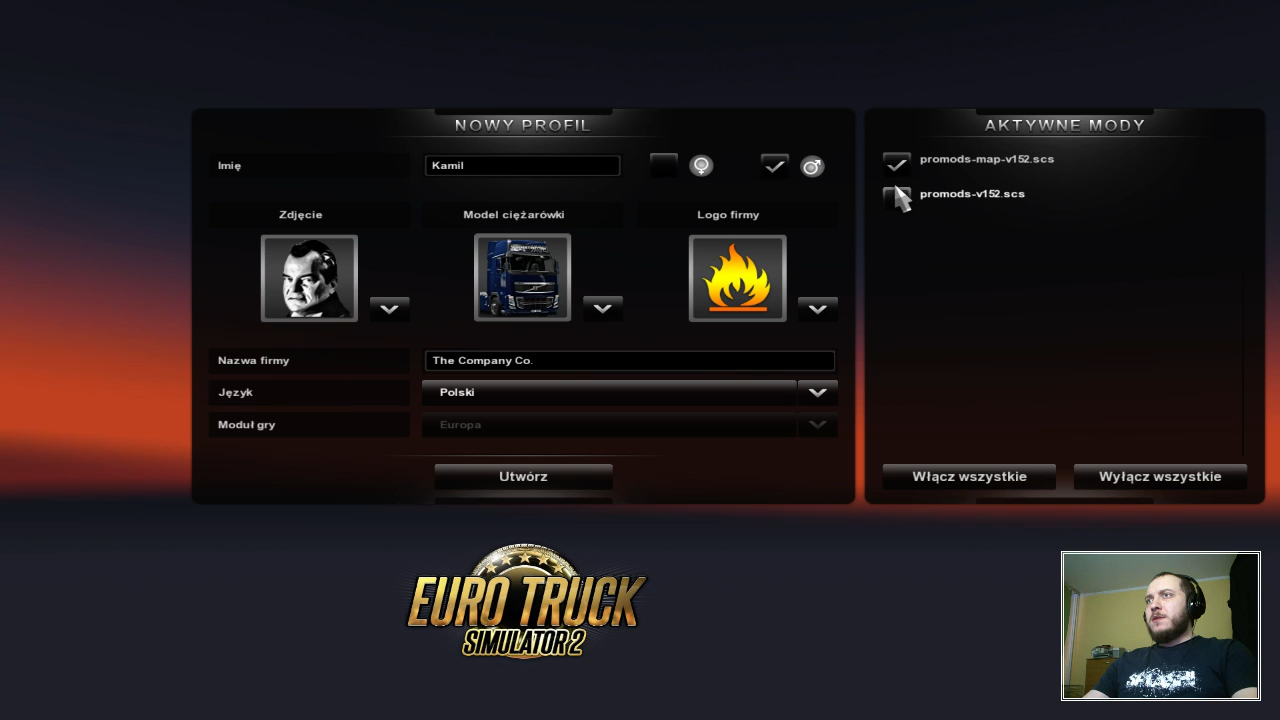 NOWY PROFIL
Imię
Kamil
Zdjęcie
Model ciężarówki
Logo firmy
Nazwa firmy
The Company Co.
Język
Polski
Moduł gry
Europa
Utwórz
AKTYWNE MODY
promods-map-v152.scs
promods-v152.scs
Włącz wszystkie
Wyłącz wszystkie
EURO TRUCK
SIMULATOR 2